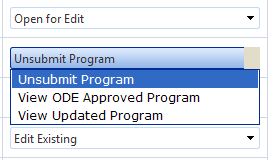 Open for Edit
Unsubmit Program
Unsubmit Program
View ODE Approved Program
View Updated Program
Edit Existing